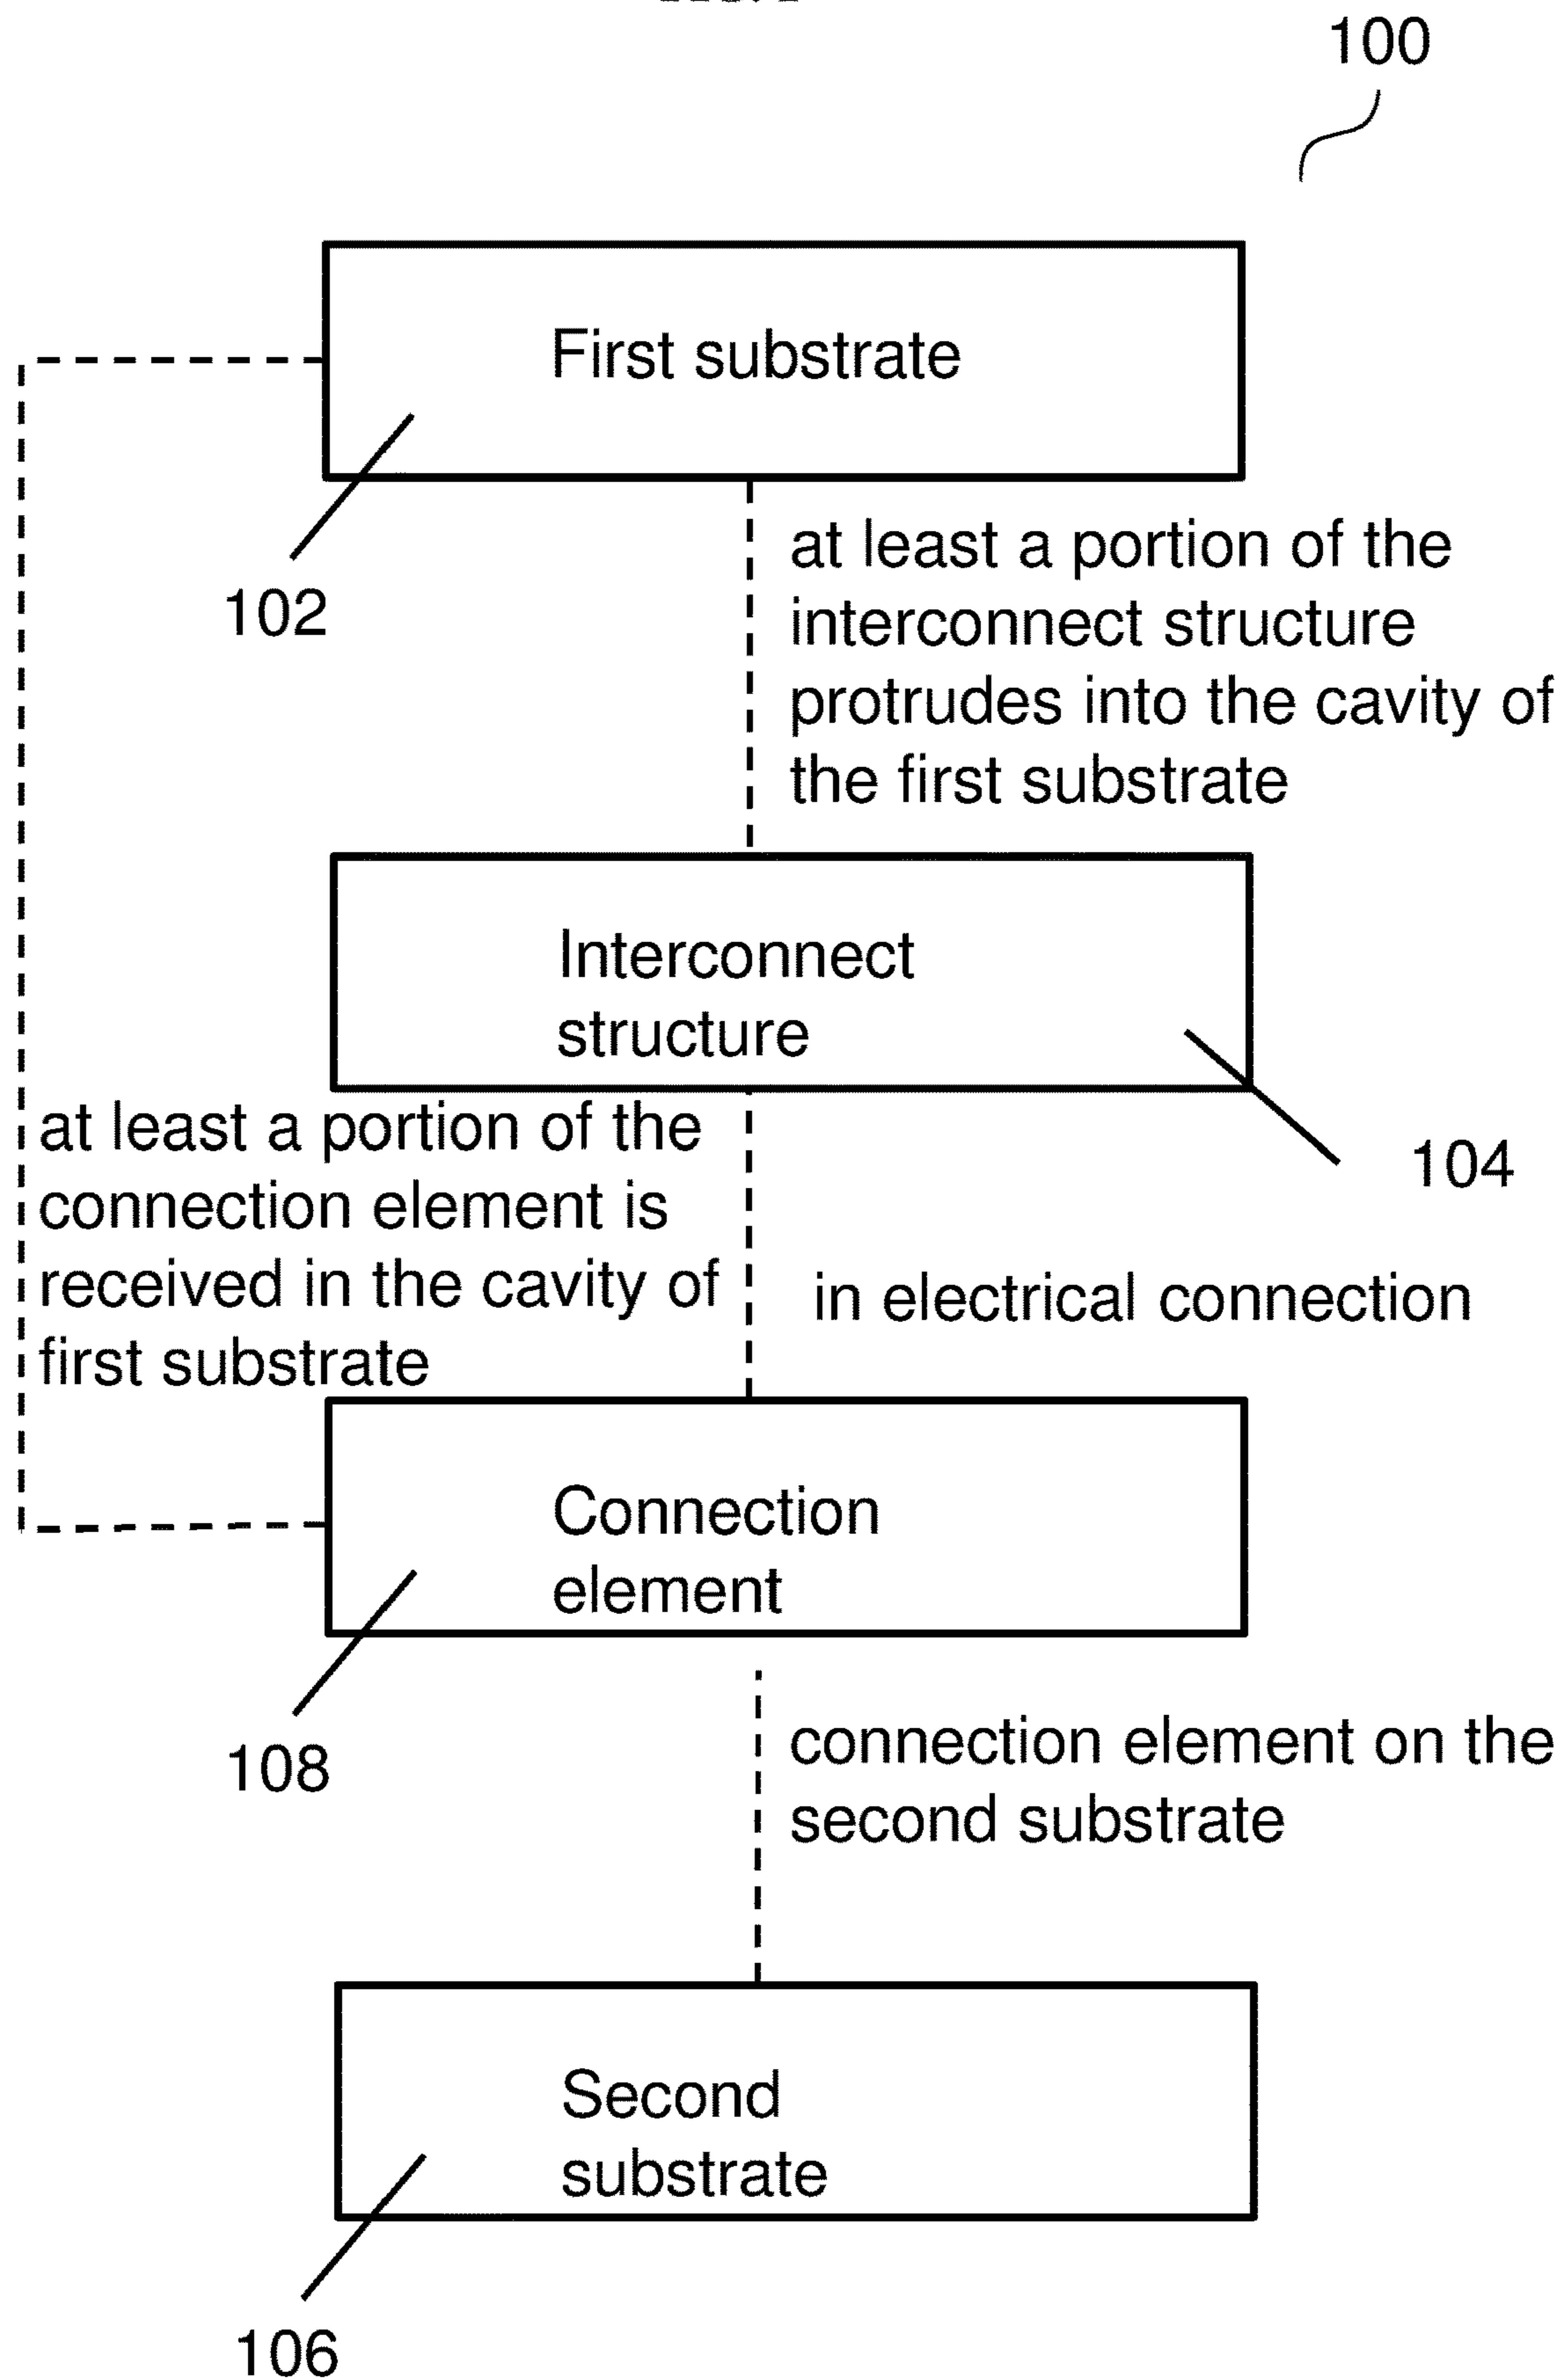 100
First substrate
102
at least a portion of the
interconnect structure
protrudes into the cavity of
the first substrate
Interconnect
structure
104
at least a portion of the
connection element is
received in the cavity of
first substrate
in electrical connection
Connection
element
108
connection element on the
second substrate
Second
substrate
106